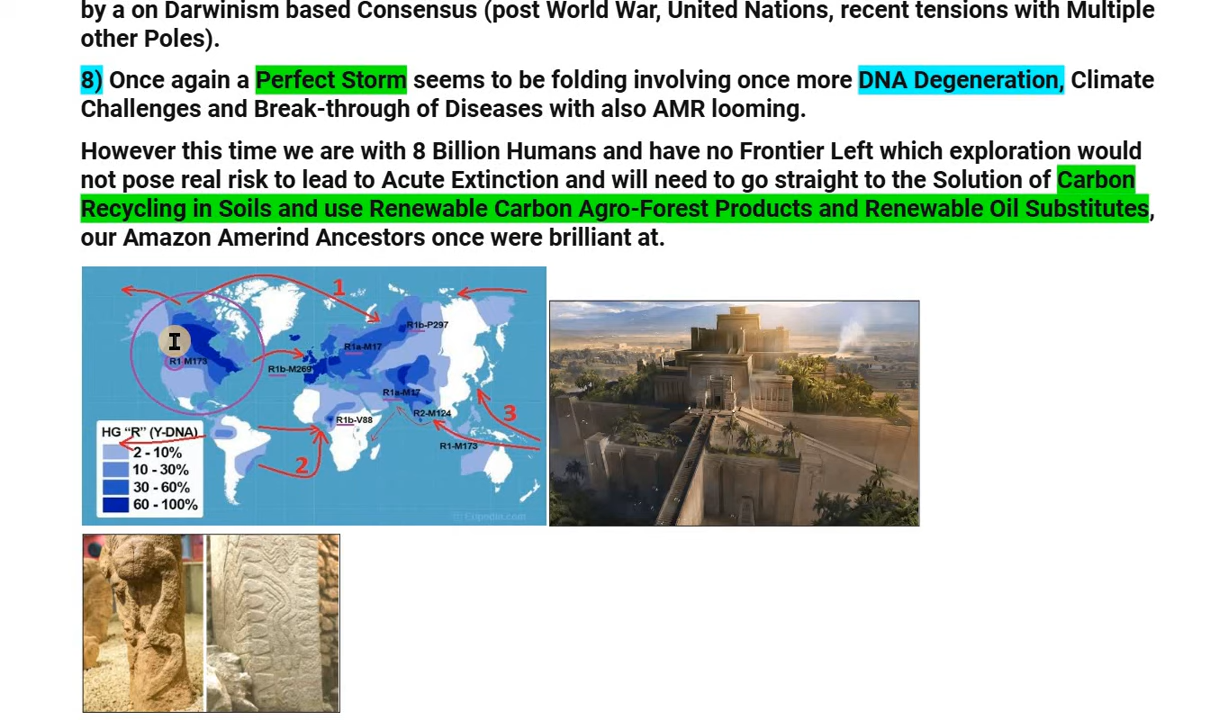 by a on Darwinism based Consensus (post World War, United Nations, recent tensions with Multiple
other Poles).
8) Once again a Perfect Storm seems to be folding involving once more DNA Degeneration, Climate
Challenges and Break-through of Diseases with also AMR looming.
However this time we are with 8 Billion Humans and have no Frontier Left which exploration would
not pose real risk to lead to Acute Extinction and will need to go straight to the Solution of Carbon
Recycling in Soils and use Renewable Carbon Agro-Forest Products and Renewable Oil Substitutes,
our Amazon Amerind Ancestors once were brilliant at.
1
R1b-P297
R1a-M17
R1 M173
R1b-M269
R1a-M17
R2-M124
3
R1b-V88
HG "R" (Y-DNA)
R1-M173
2 - 10%
2
10 - 30%
30 - 60%
60 - 100%